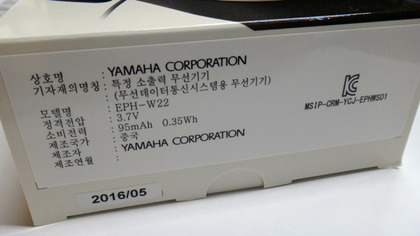 상호명 : YAMAHA CORPORATION
기자재의명칭 : 특정 소출력 무선기기
(무선데이터통신시스템용 무선기기)
모델명 : EPH-W22
정격전압 : 3.7V
소비전력 : 95mAh 0.35Wh
제조국가 : 중국
제조자 : YAMAHA CORPORATION
제조연월 :
2016/05
MSIP-CRM-YCJ-EPHWS01